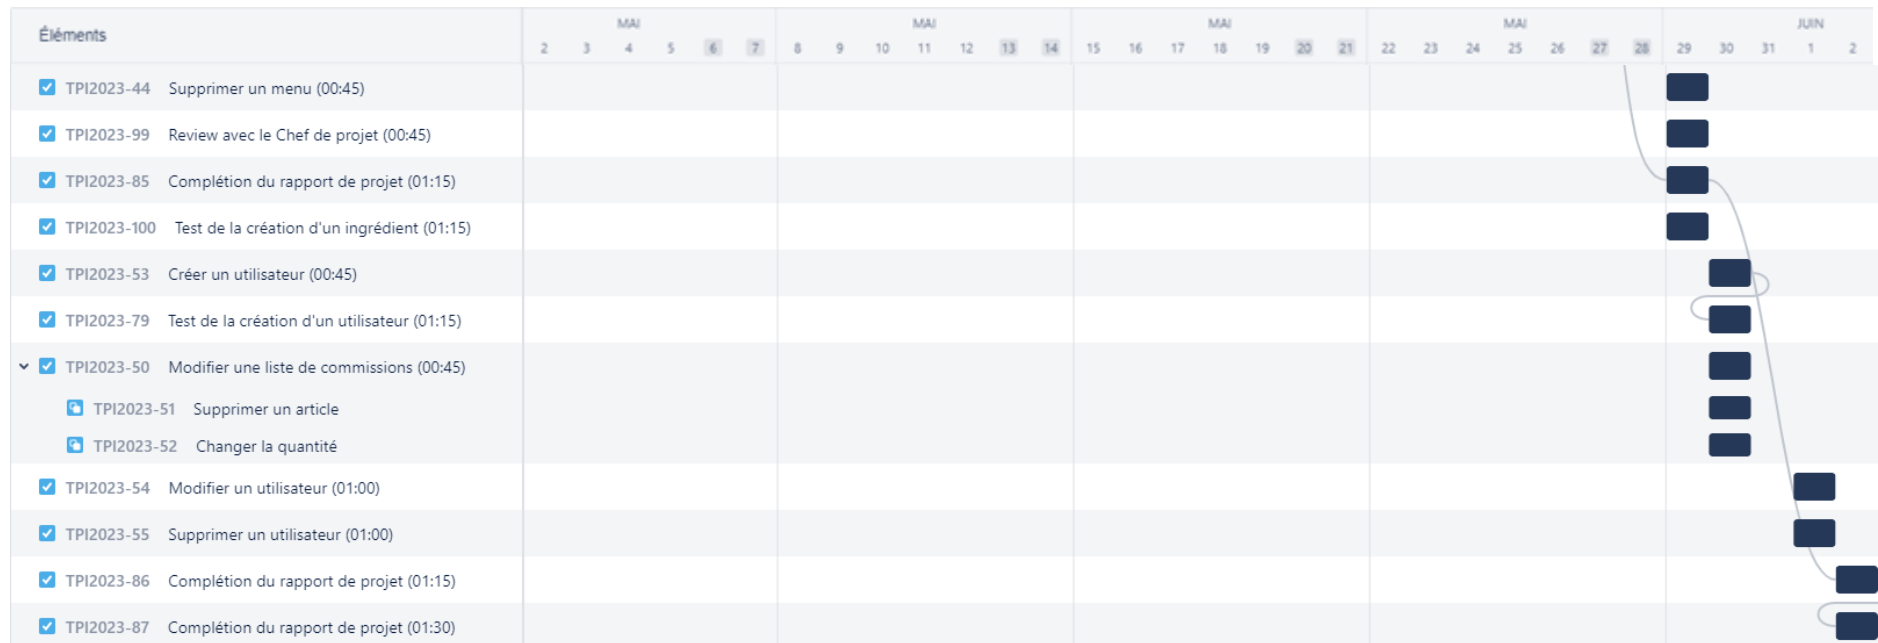 Éléments
MAI MAI MAI MAI JUIN
2 3 4 5 6 7 8 9 10 11 12 13 14 15 16 17 18 19 20 21 22 23 24 25 26 27 28 29 30 31 1 2
TPI2023-44 Supprimer un menu (00:45)
TPI2023-99 Review avec le Chef de projet (00:45)
TPI2023-85 Complétion du rapport de projet (01:15)
TPI2023-100 Test de la création d'un ingrédient (01:15)
TPI2023-53 Créer un utilisateur (00:45)
TPI2023-79 Test de la création d'un utilisateur (01:15)
TPI2023-50 Modifier une liste de commissions (00:45)
TPI2023-51 Supprimer un article
TPI2023-52 Changer la quantité
TPI2023-54 Modifier un utilisateur (01:00)
TPI2023-55 Supprimer un utilisateur (01:00)
TPI2023-86 Complétion du rapport de projet (01:15)
TPI2023-87 Complétion du rapport de projet (01:30)